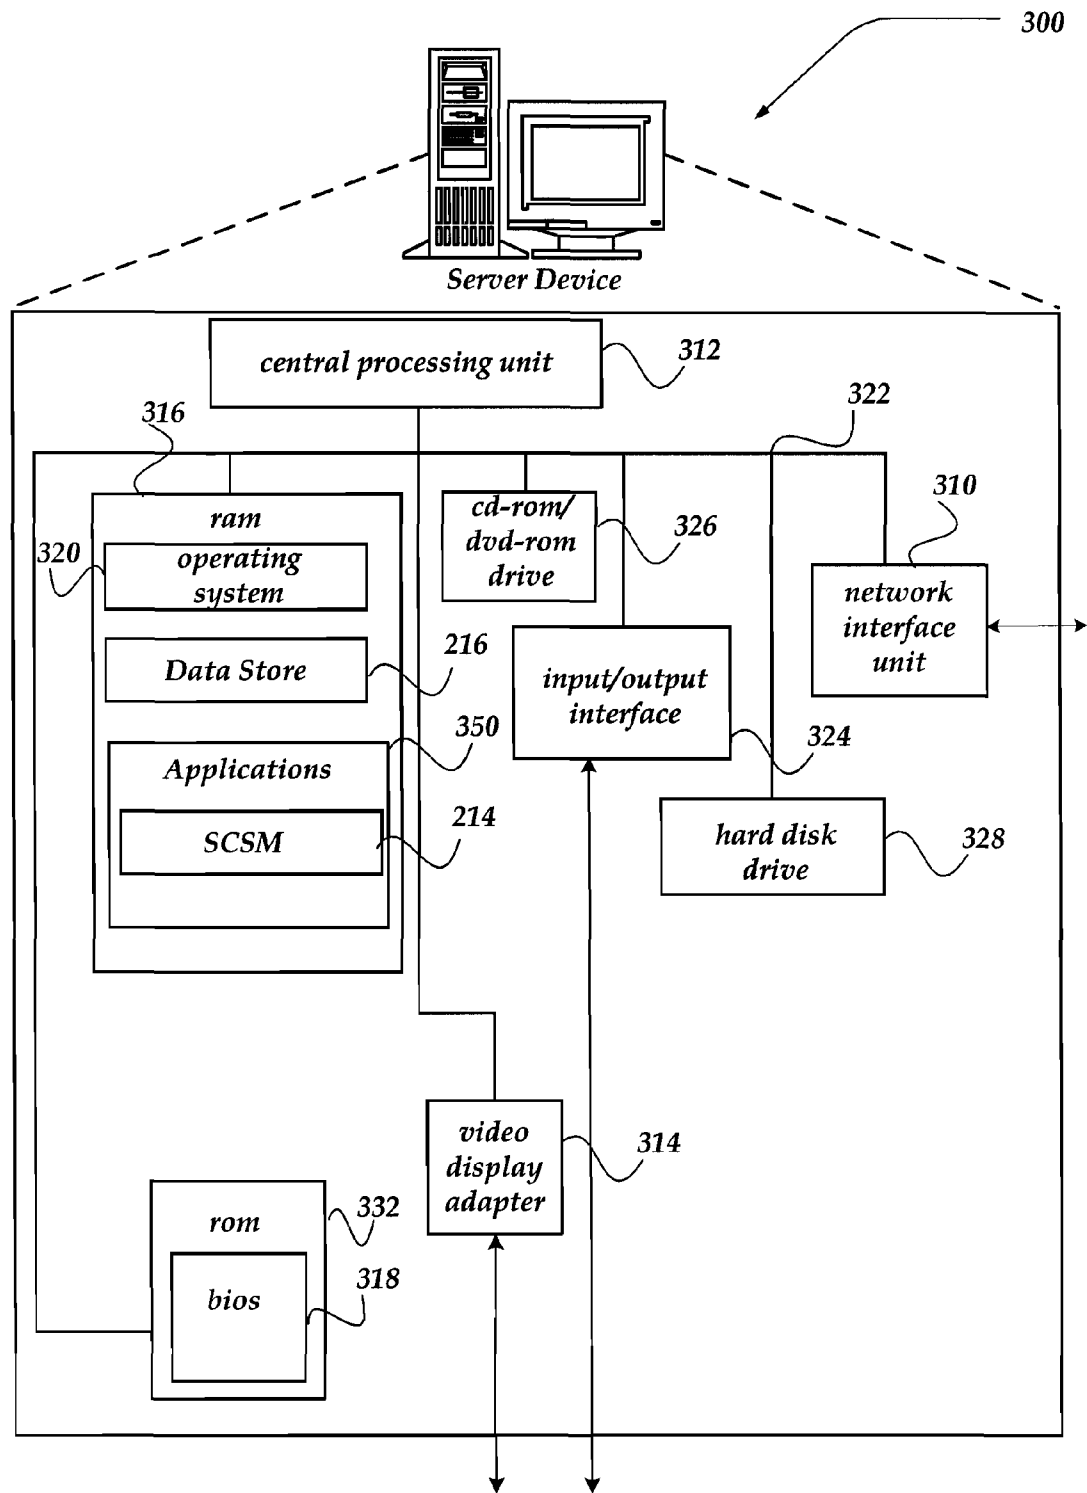 300
Server Device
central processing unit
312
316
322
ram
320
operating
system
Data Store
216
350
Applications
SCSM
214
cd-rom/
dvd-rom
drive
326
310
network
interface
unit
input/output
interface
324
hard disk
drive
328
video
display
adapter
314
rom
332
bios
318